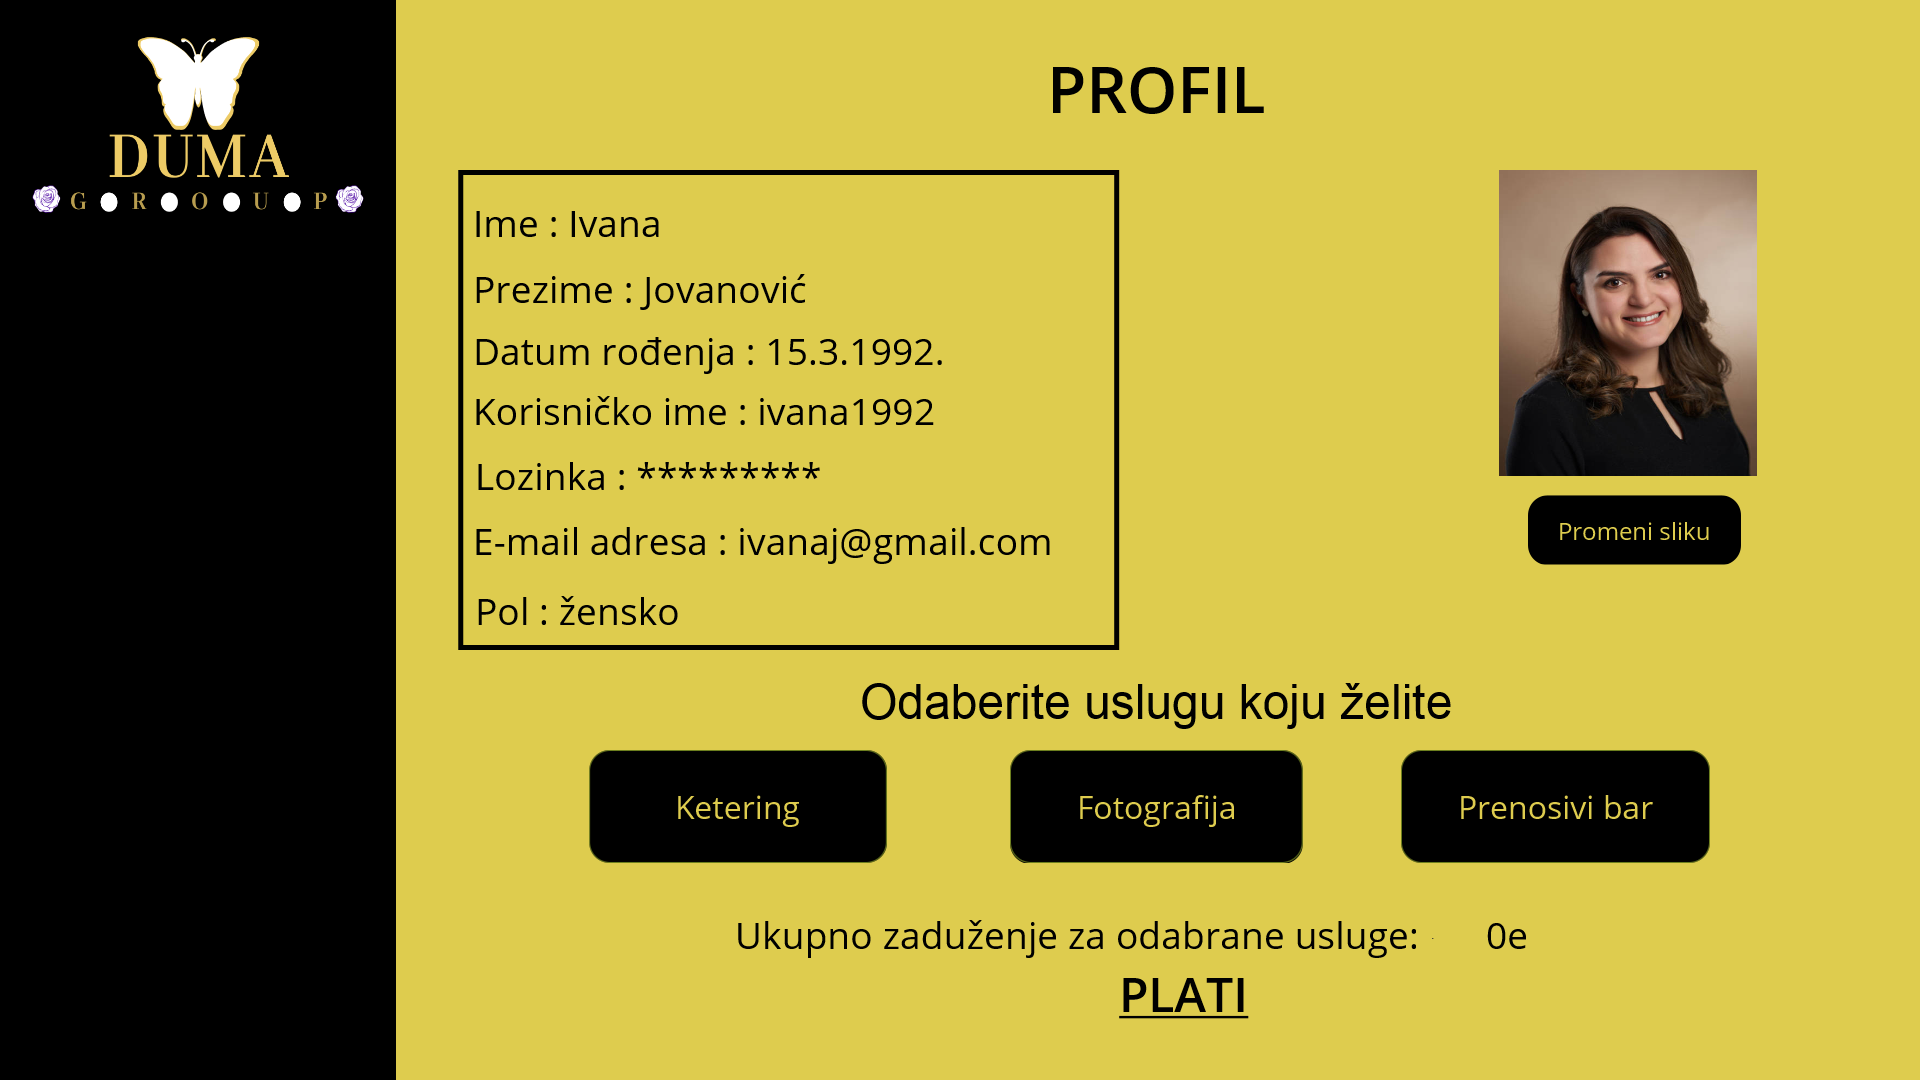 DUMA
GROUP
PROFIL
Ime : Ivana
Prezime : Jovanović
Datum rođenja : 15.3.1992.
Korisničko ime : ivana1992
Lozinka : *********
E-mail adresa : ivanaj@gmail.com
Pol : žensko
Promeni sliku
Odaberite uslugu koju želite
Ketering
Fotografija
Prenosivi bar
Ukupno zaduženje za odabrane usluge: 0e
PLATI